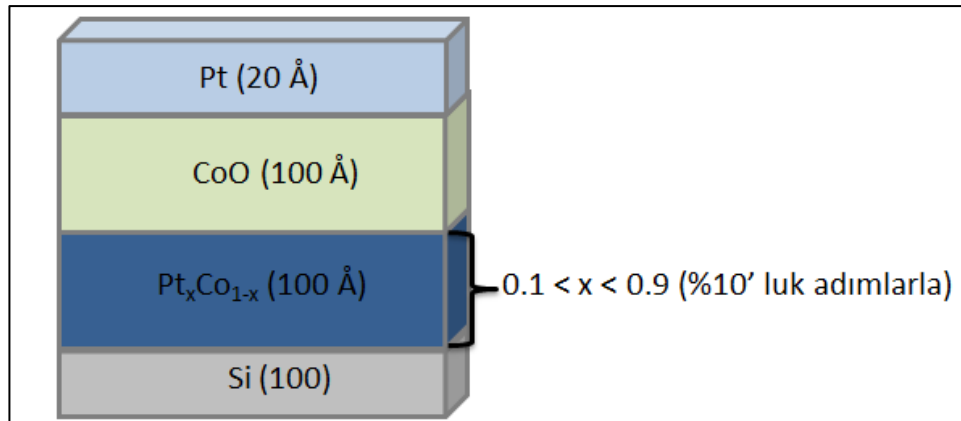 Pt (20 Å)
CoO (100 Å)
PtₓCo₁₋ₓ (100 Å)
0.1 < x < 0.9 (%10’ luk adımlarla)
Si (100)